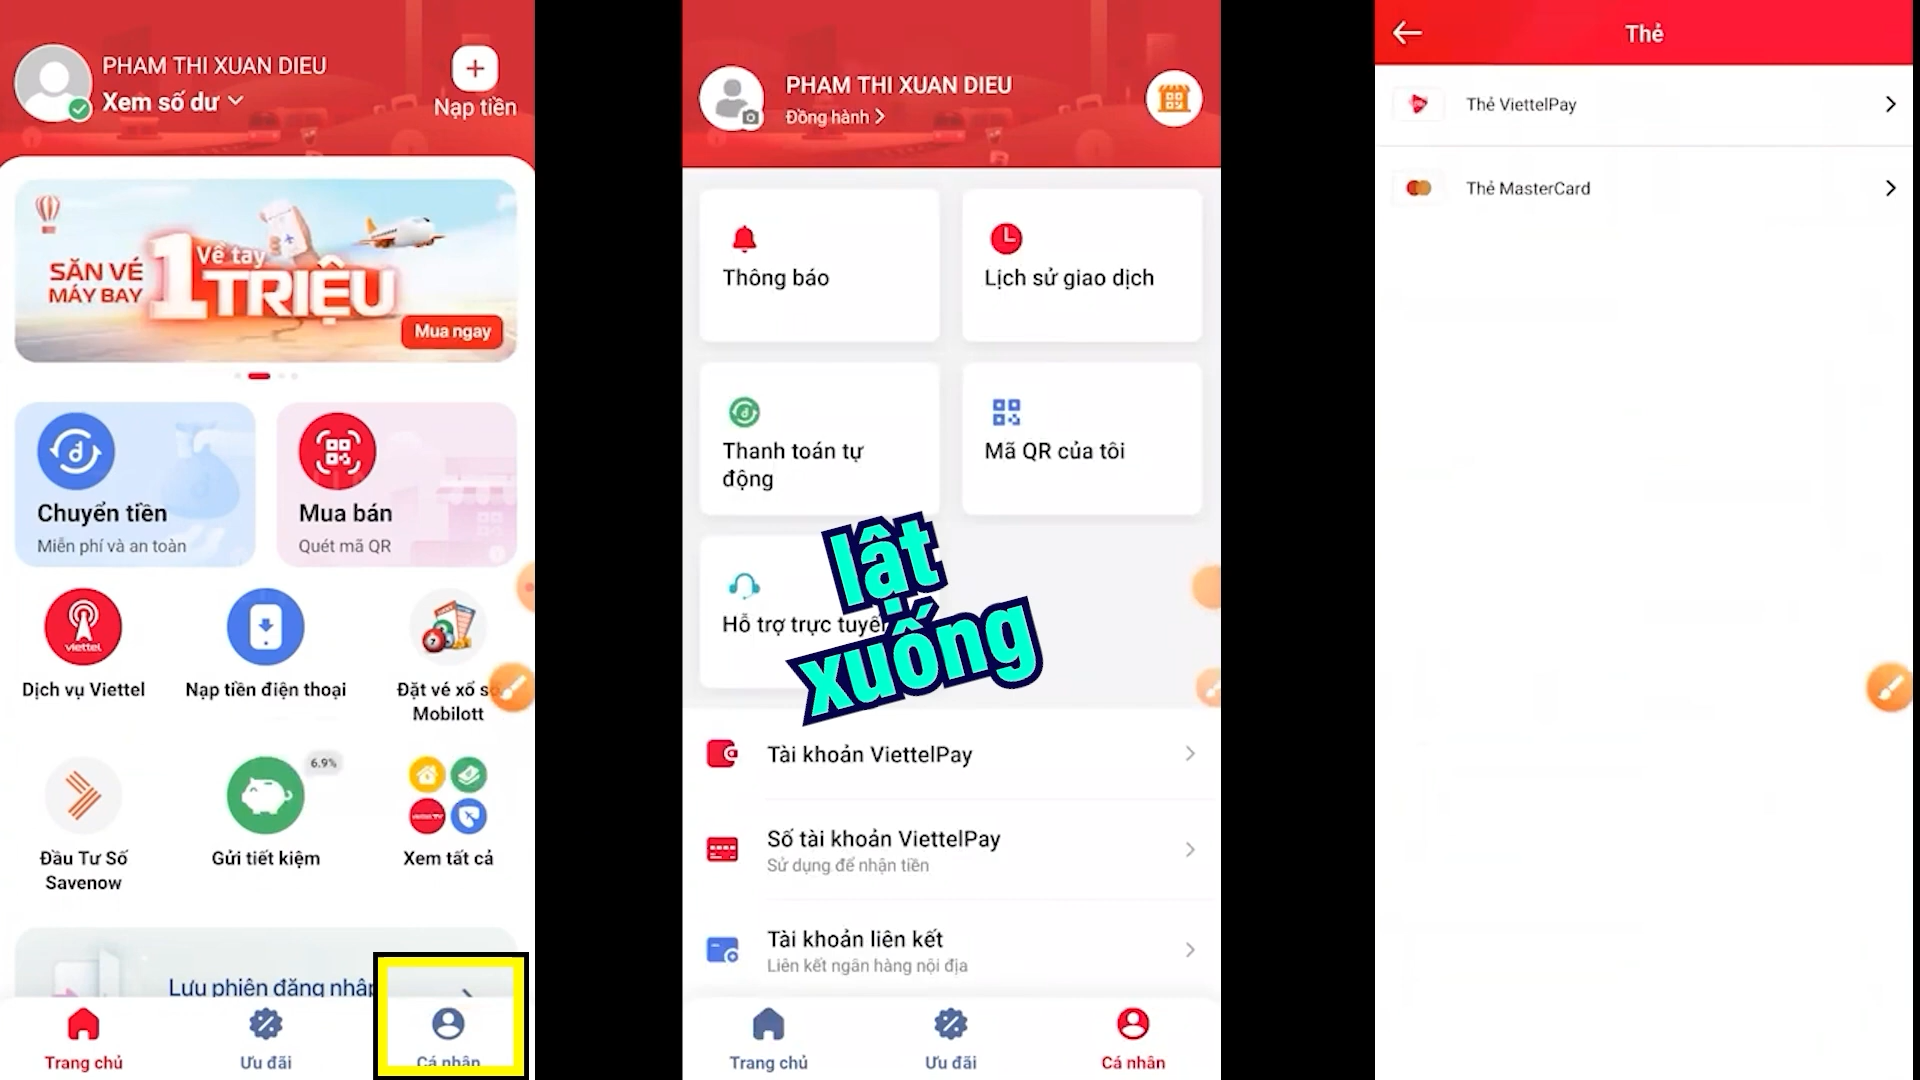 PHAM THI XUAN DIEU
Xem số dư
Nạp tiền
SĂN VÉ
MÁY BAY
Về tay
1 TRIỆU
Mua ngay
Chuyển tiền
Miễn phí và an toàn
Mua bán
Quét mã QR
viettel
Dịch vụ Viettel
Nạp tiền điện thoại
Đặt vé xổ số
Mobilott
6.9%
Đầu Tư Số
Savenow
Gửi tiết kiệm
Xem tất cả
Lưu phiên đăng nhập
Trang chủ
Ưu đãi
Cá nhân
PHAM THI XUAN DIEU
Đồng hành
Thông báo
Lịch sử giao dịch
Thanh toán tự
động
Mã QR của tôi
Hỗ trợ trực tuyến
lật
xuống
Tài khoản ViettelPay
Số tài khoản ViettelPay
Sử dụng để nhận tiền
Tài khoản liên kết
Liên kết ngân hàng nội địa
Trang chủ
Ưu đãi
Cá nhân
Thẻ
Thẻ ViettelPay
Thẻ MasterCard